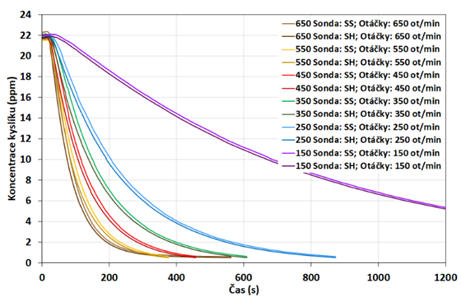 24
22
20
18
16
14
12
10
8
6
4
2
0
Koncentrace kyslíku (ppm)
650 Sonda: SS; Otáčky: 650 ot/min
650 Sonda: SH; Otáčky: 650 ot/min
550 Sonda: SS; Otáčky: 550 ot/min
550 Sonda: SH; Otáčky: 550 ot/min
450 Sonda: SS; Otáčky: 450 ot/min
450 Sonda: SH; Otáčky: 450 ot/min
350 Sonda: SS; Otáčky: 350 ot/min
350 Sonda: SH; Otáčky: 350 ot/min
250 Sonda: SS; Otáčky: 250 ot/min
250 Sonda: SH; Otáčky: 250 ot/min
150 Sonda: SS; Otáčky: 150 ot/min
150 Sonda: SH; Otáčky: 150 ot/min
0 200 400 600 800 1000 1200
Čas (s)